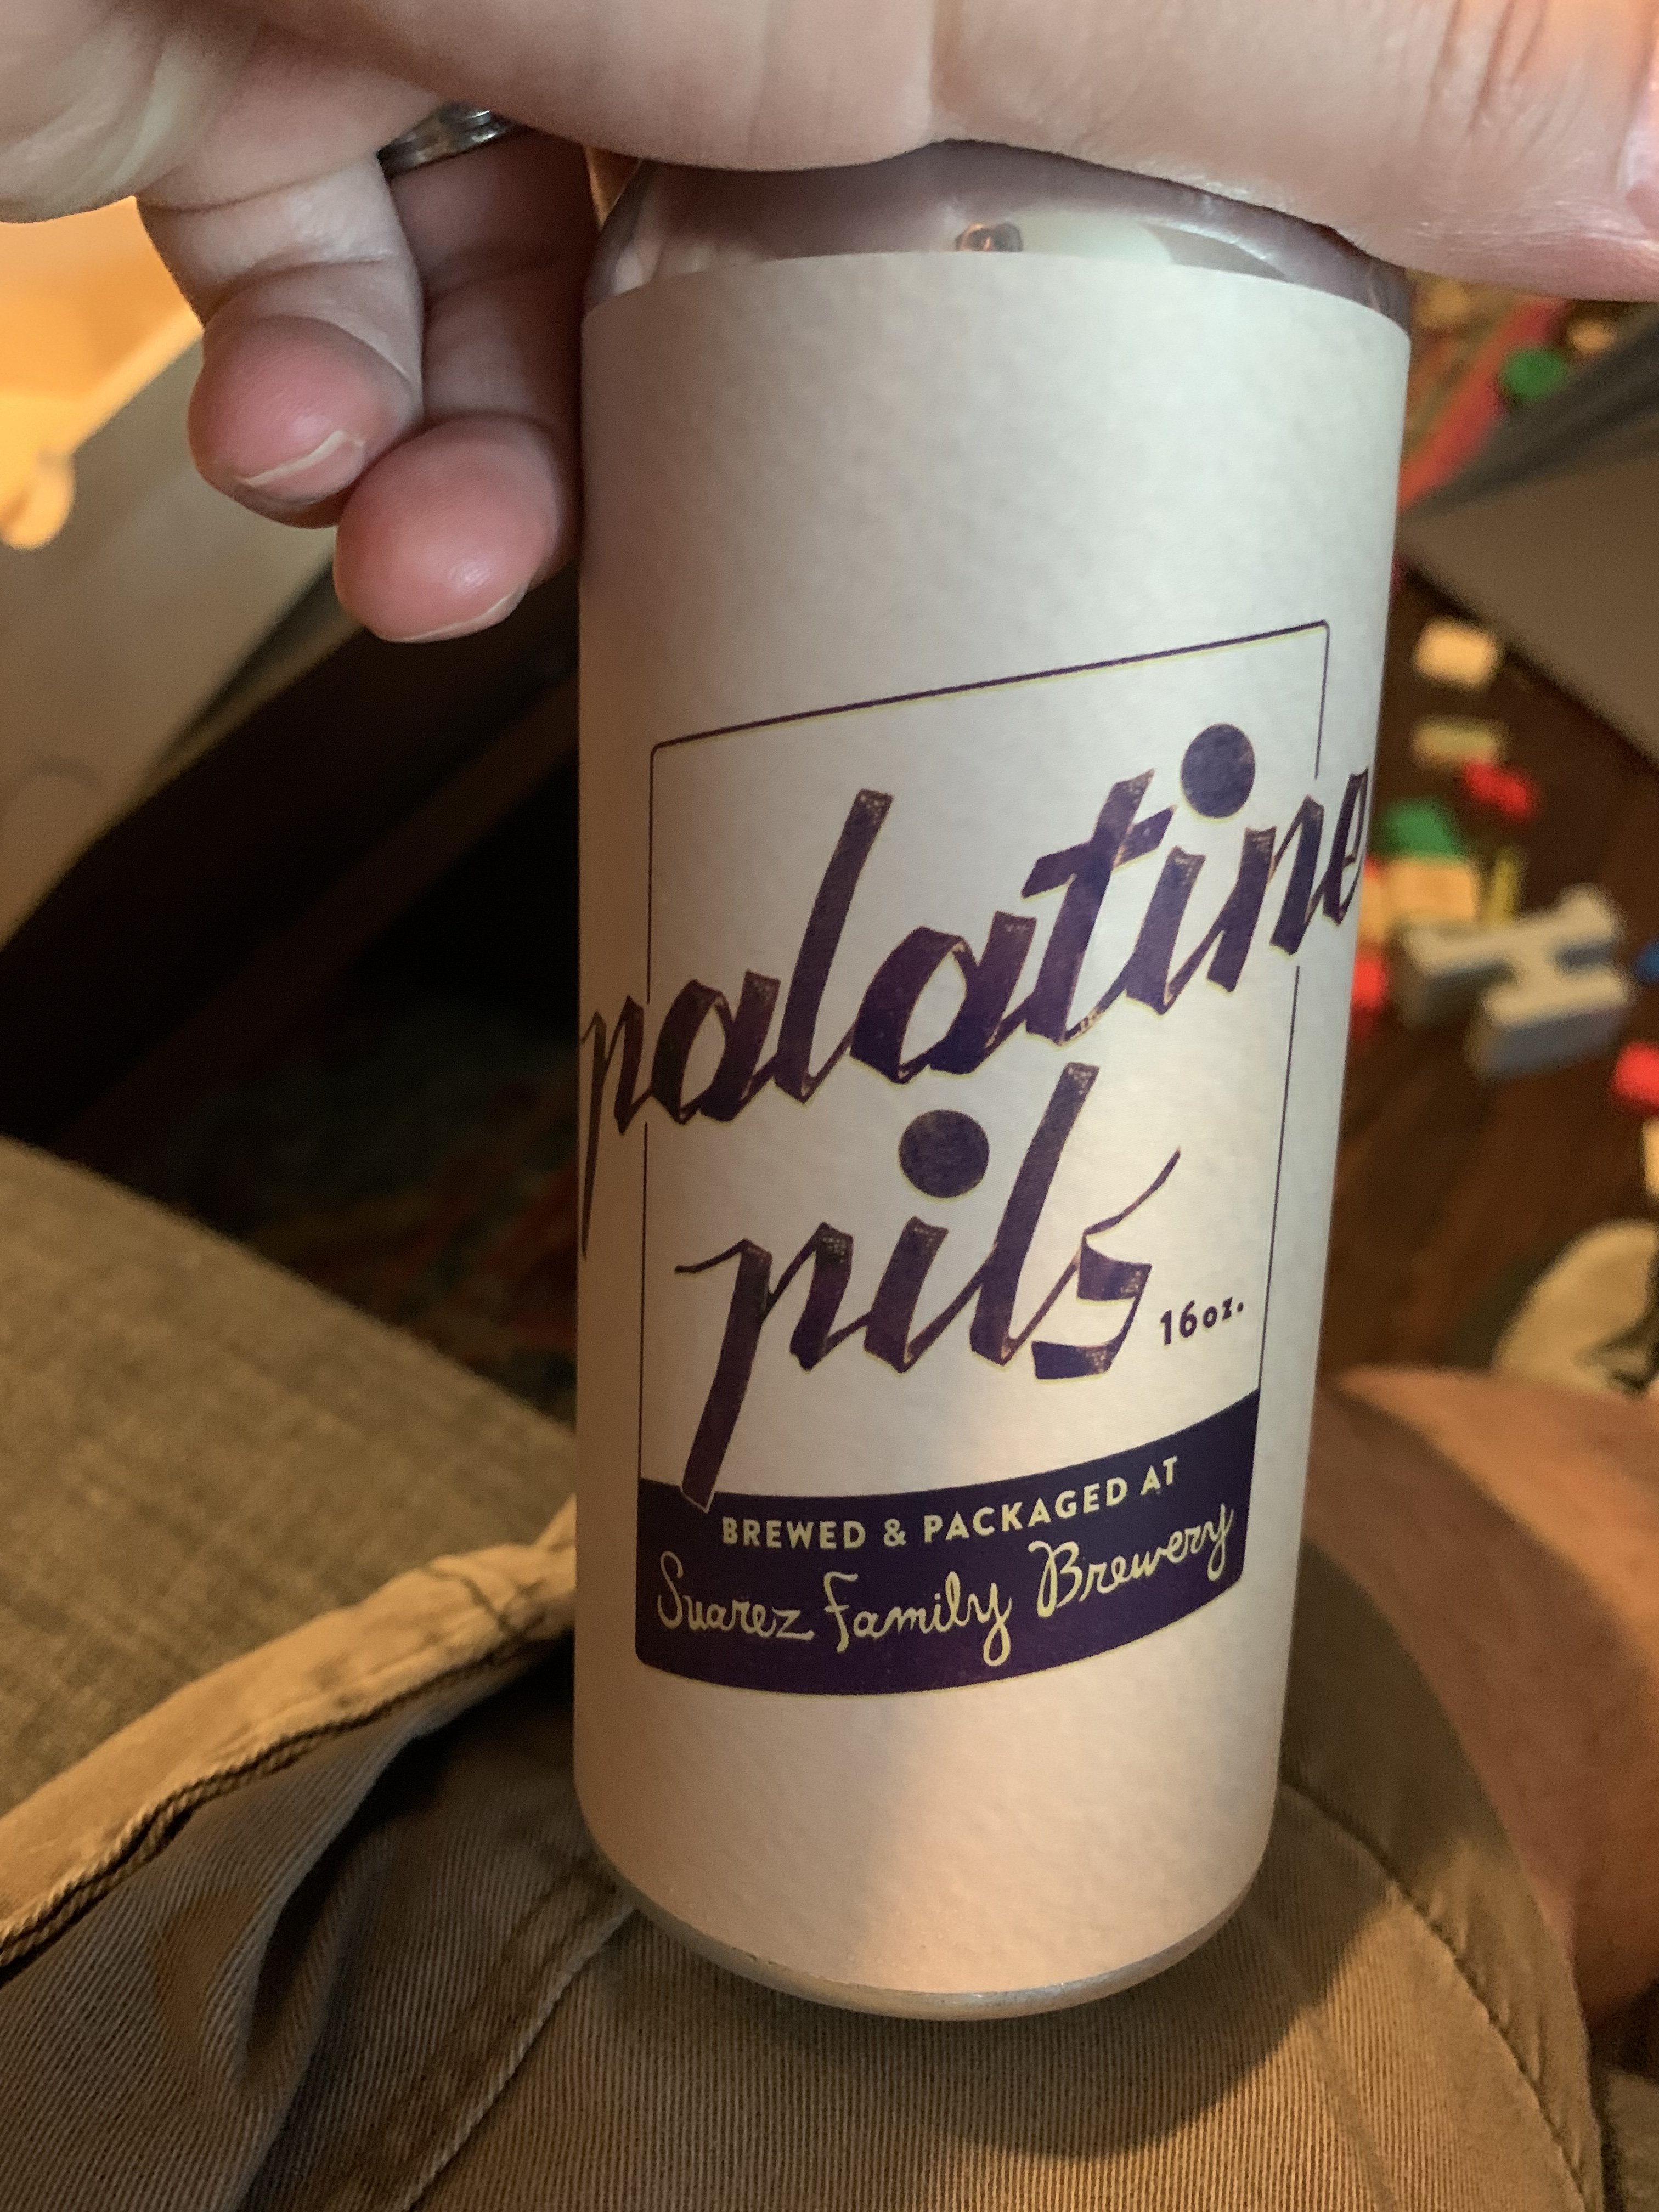 palatine
pils
16oz.
BREWED & PACKAGED AT
Suarez Family Brewery